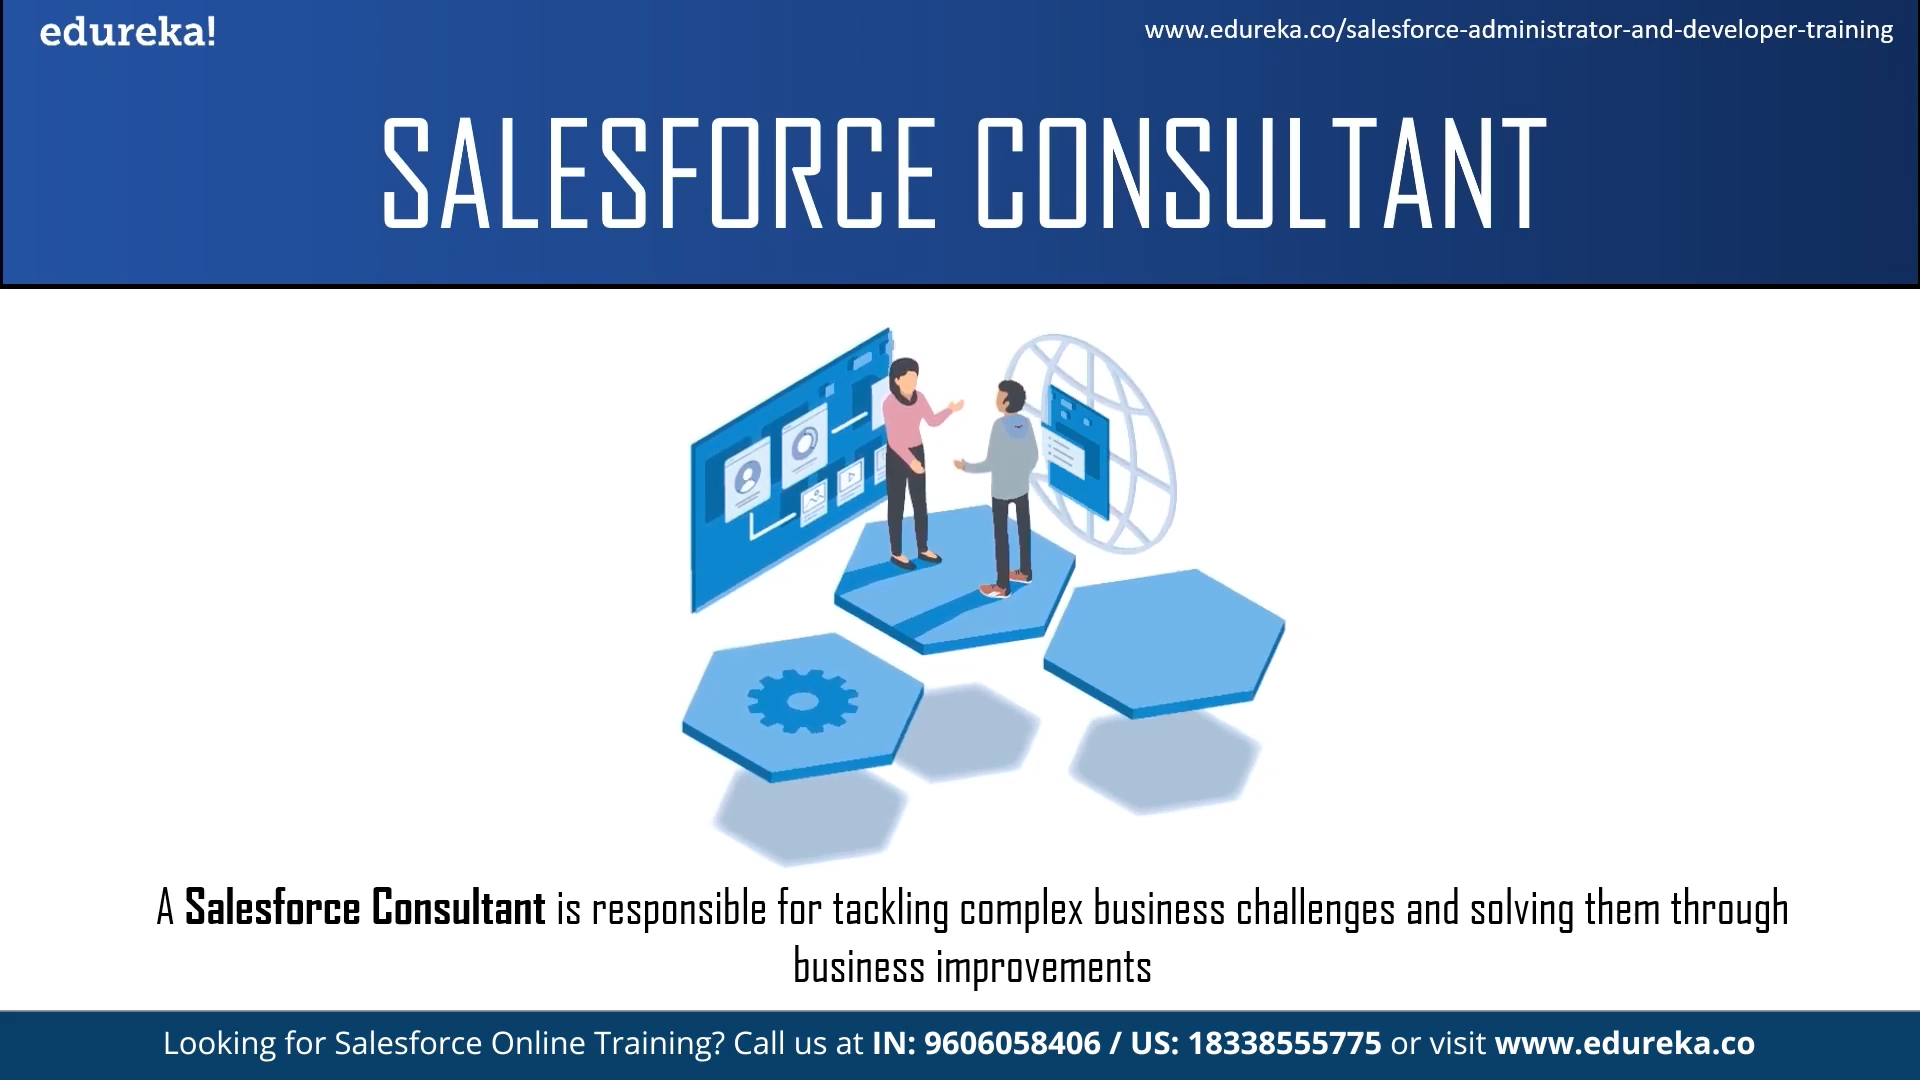 edureka!
www.edureka.co/salesforce-administrator-and-developer-training
SALESFORCE CONSULTANT
A Salesforce Consultant is responsible for tackling complex business challenges and solving them through
business improvements
Looking for Salesforce Online Training? Call us at IN: 9606058406 / US: 18338555775 or visit www.edureka.co